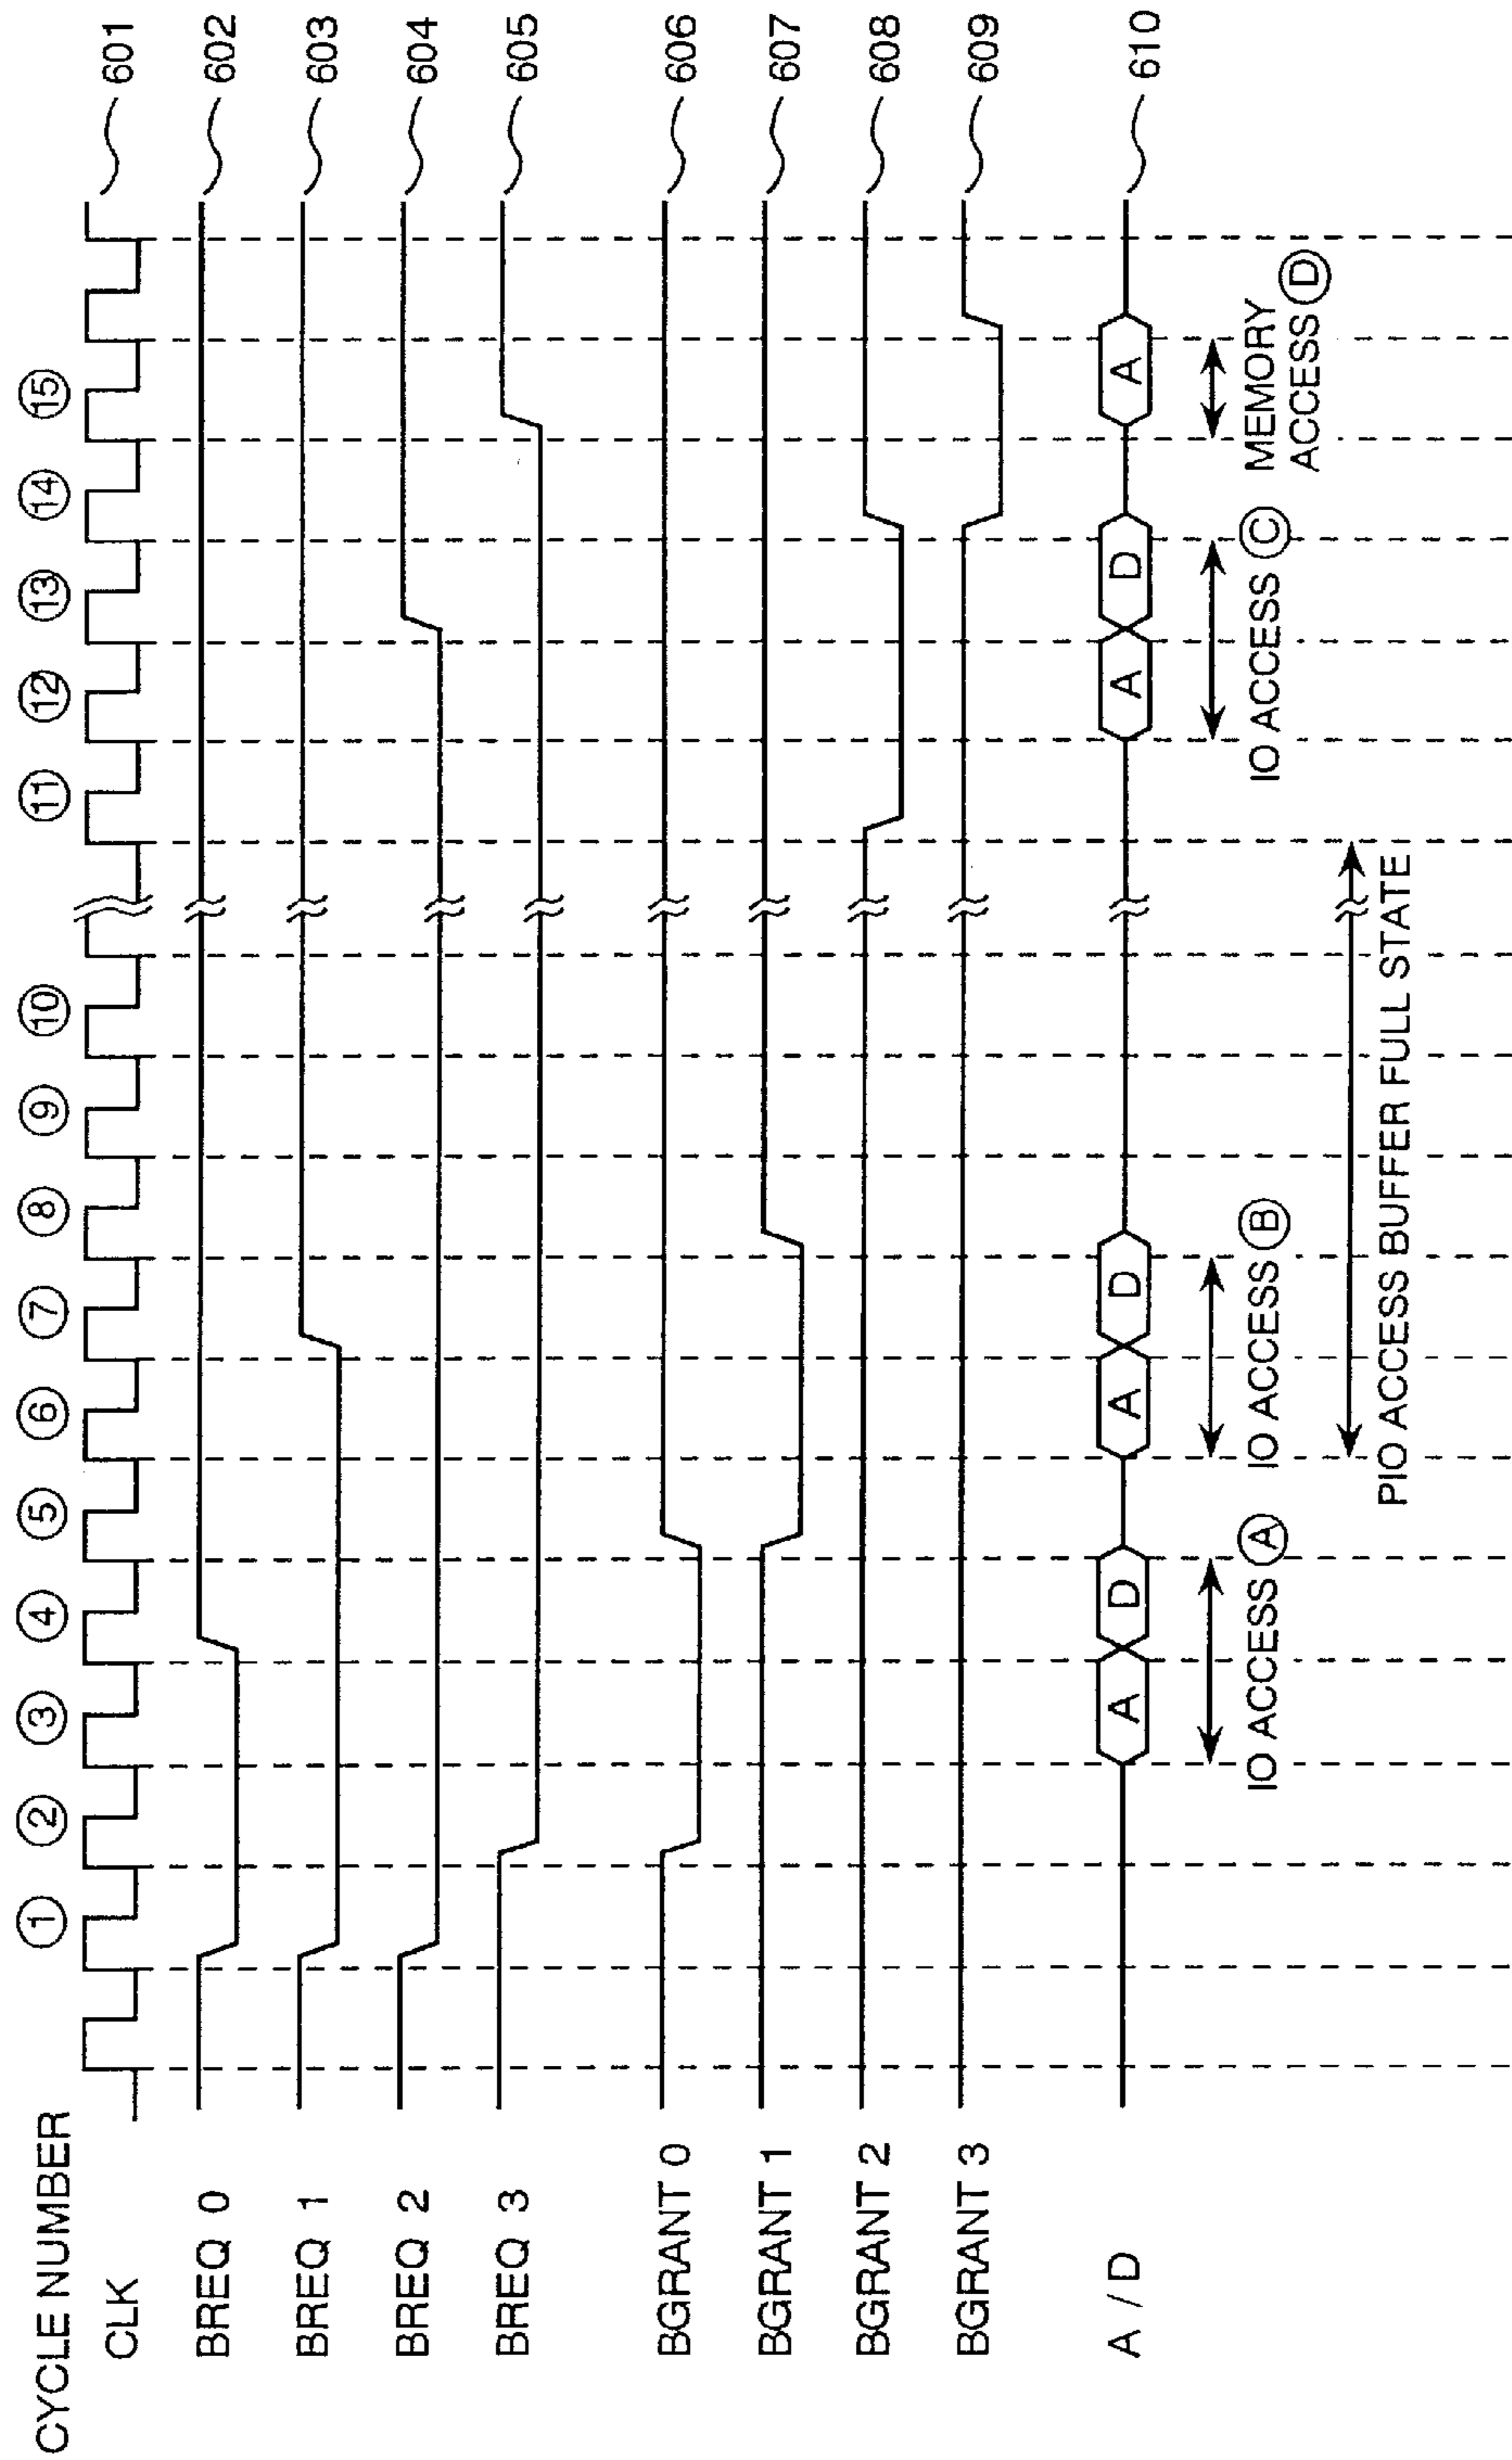 CYCLE NUMBER ① ② ③ ④ ⑤ ⑥ ⑦ ⑧ ⑨ ⑩ ⑪ ⑫ ⑬ ⑭ ⑮
CLK 601
BREQ 0 602
BREQ 1 603
BREQ 2 604
BREQ 3 605
BGRANT 0 606
BGRANT 1 607
BGRANT 2 608
BGRANT 3 609
A / D A D A D A D A 610
IO ACCESS Ⓐ IO ACCESS Ⓑ IO ACCESS Ⓒ MEMORY
ACCESS Ⓓ
PIO ACCESS BUFFER FULL STATE